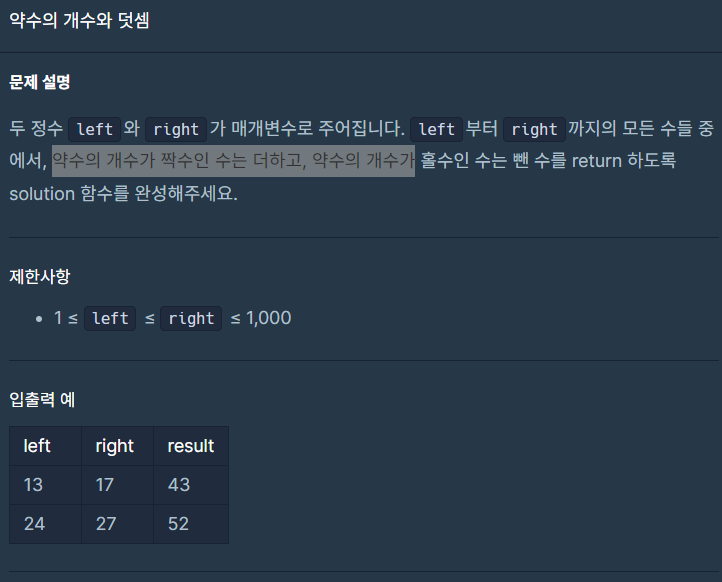 약수의 개수와 덧셈
문제 설명
두 정수 left 와 right 가 매개변수로 주어집니다. left 부터 right 까지의 모든 수들 중
에서, 약수의 개수가 짝수인 수는 더하고, 약수의 개수가 홀수인 수는 뺀 수를 return 하도록
solution 함수를 완성해주세요.
제한사항
• 1 ≤ left ≤ right ≤ 1,000
입출력 예
left right result
13 17 43
24 27 52